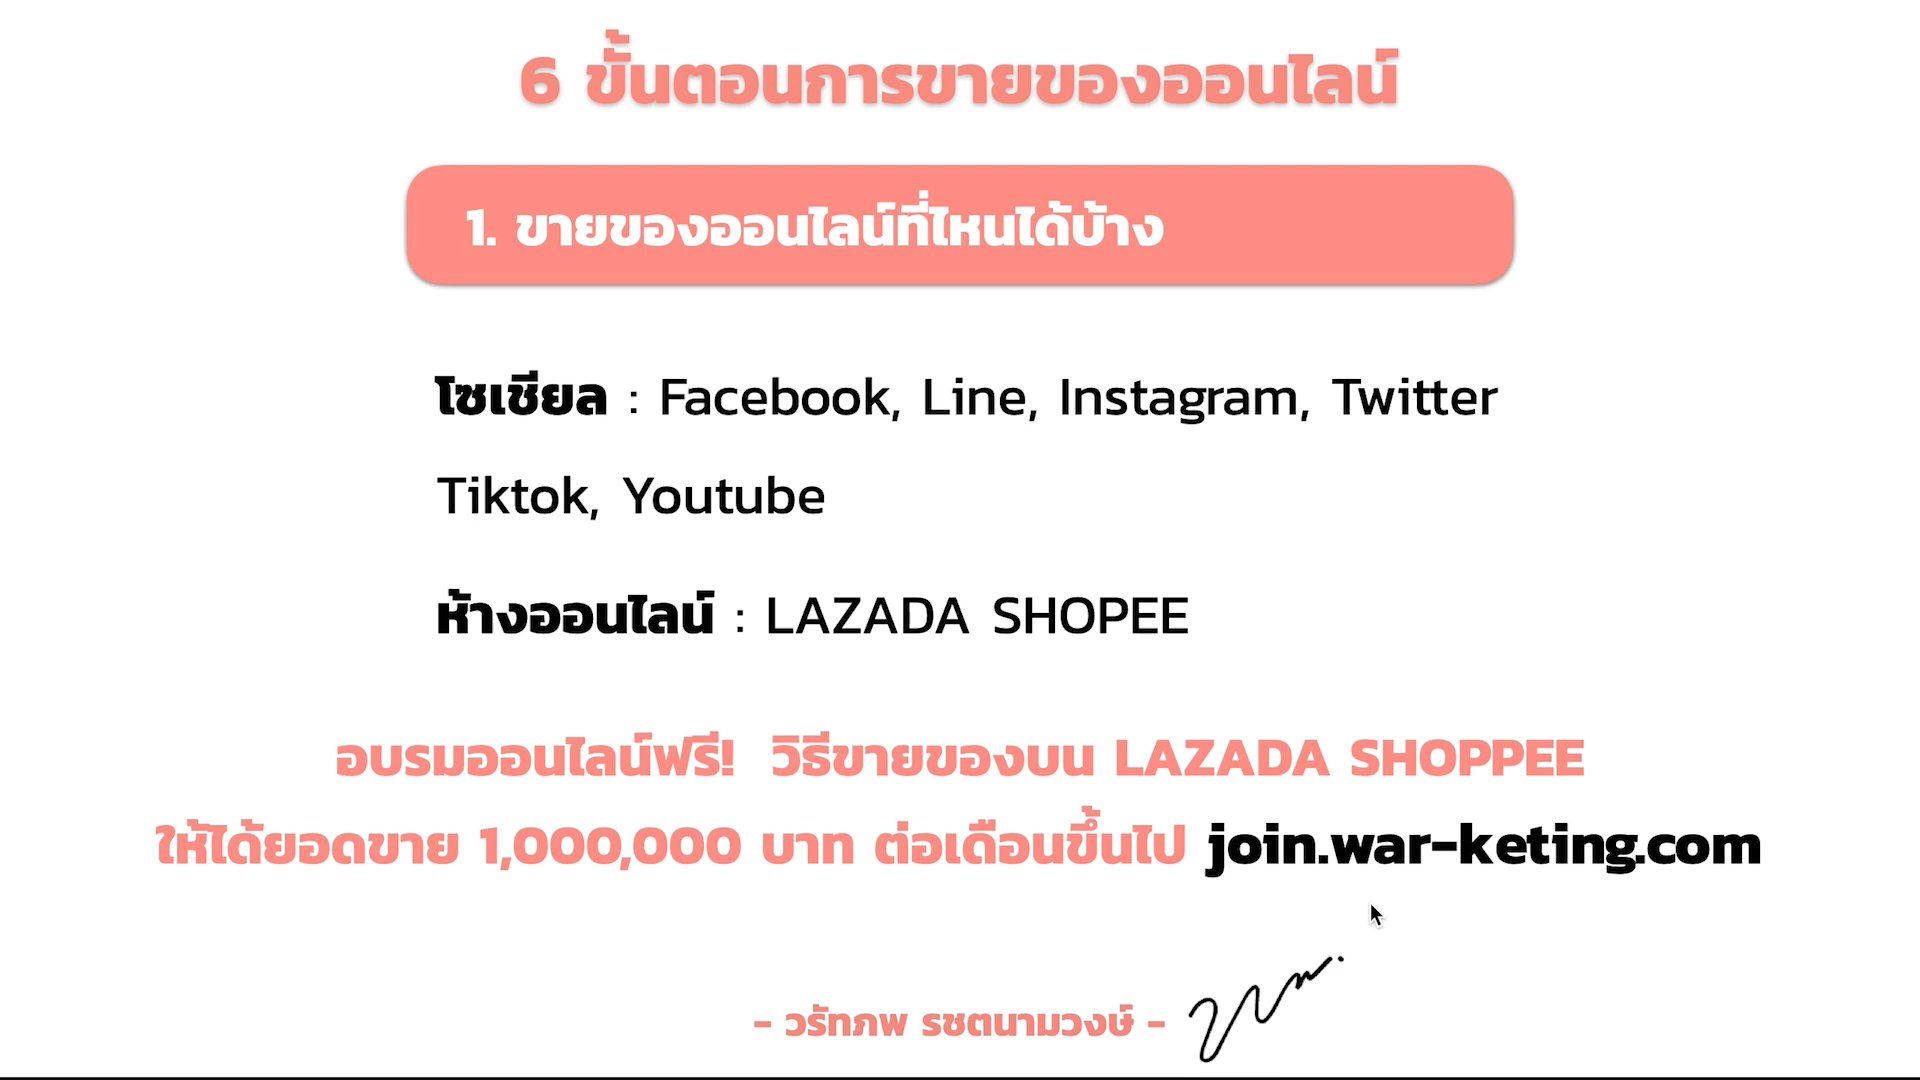 6 ขั้นตอนการขายของออนไลน์
1. ขายของออนไลน์ที่ไหนได้บ้าง
โซเชียล : Facebook, Line, Instagram, Twitter
Tiktok, Youtube
ห้างออนไลน์ : LAZADA SHOPEE
อบรมออนไลน์ฟรี! วิธีขายของบน LAZADA SHOPPEE
ให้ได้ยอดขาย 1,000,000 บาท ต่อเดือนขึ้นไป join.war-keting.com
- วรัทภพ รชตนามวงษ์ -